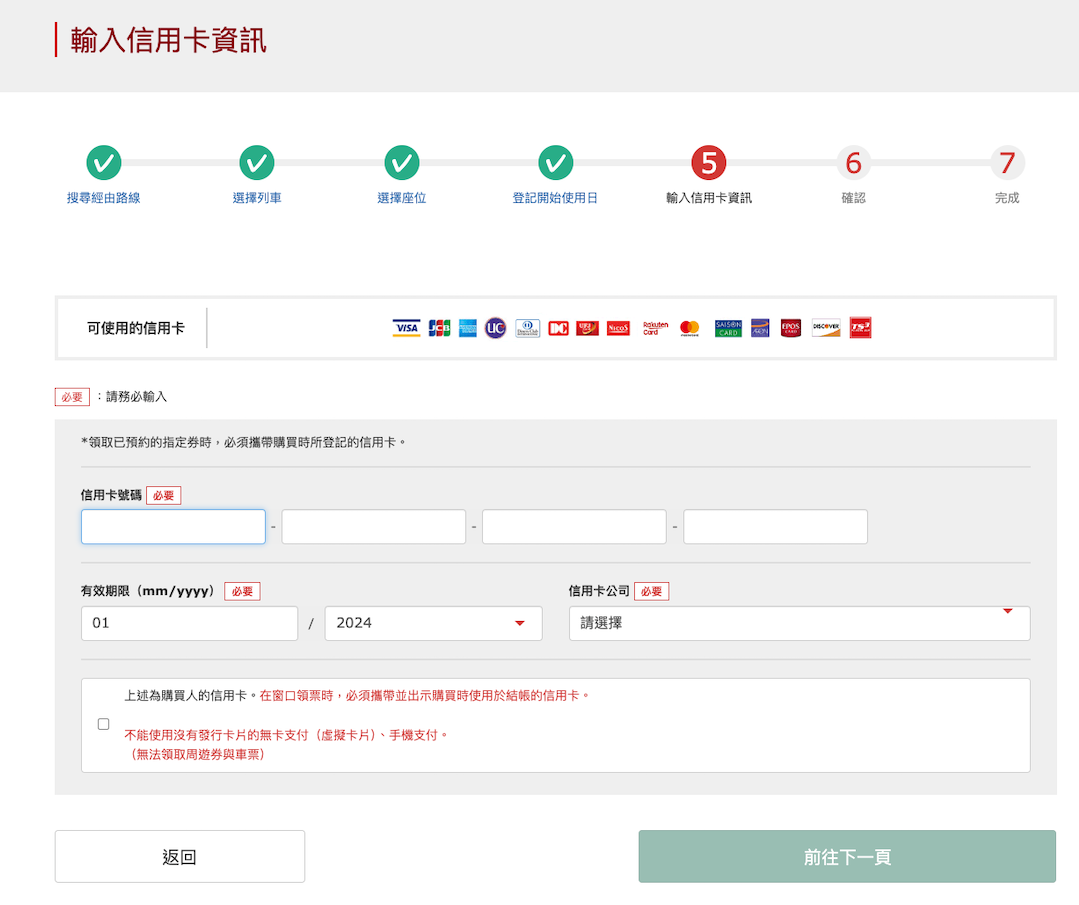 輸入信用卡資訊
5
6
7
搜尋經由路線
選擇列車
選擇座位
登記開始使用日
輸入信用卡資訊
確認
完成
可使用的信用卡
VISA JCB UC DC UFJ NICOS Rakuten Card SAISON CARD AEON EPOS CARD DISCOVER TS3
必要 ：請務必輸入
*領取已預約的指定券時，必須攜帶購買時所登記的信用卡。
信用卡號碼 必要
- - -
有效期限（mm/yyyy） 必要
信用卡公司 必要
01 / 2024
請選擇
上述為購買人的信用卡。在窗口領票時，必須攜帶並出示購買時使用於結帳的信用卡。
不能使用沒有發行卡片的無卡支付（虛擬卡片）、手機支付。
（無法領取周遊券與車票）
返回
前往下一頁